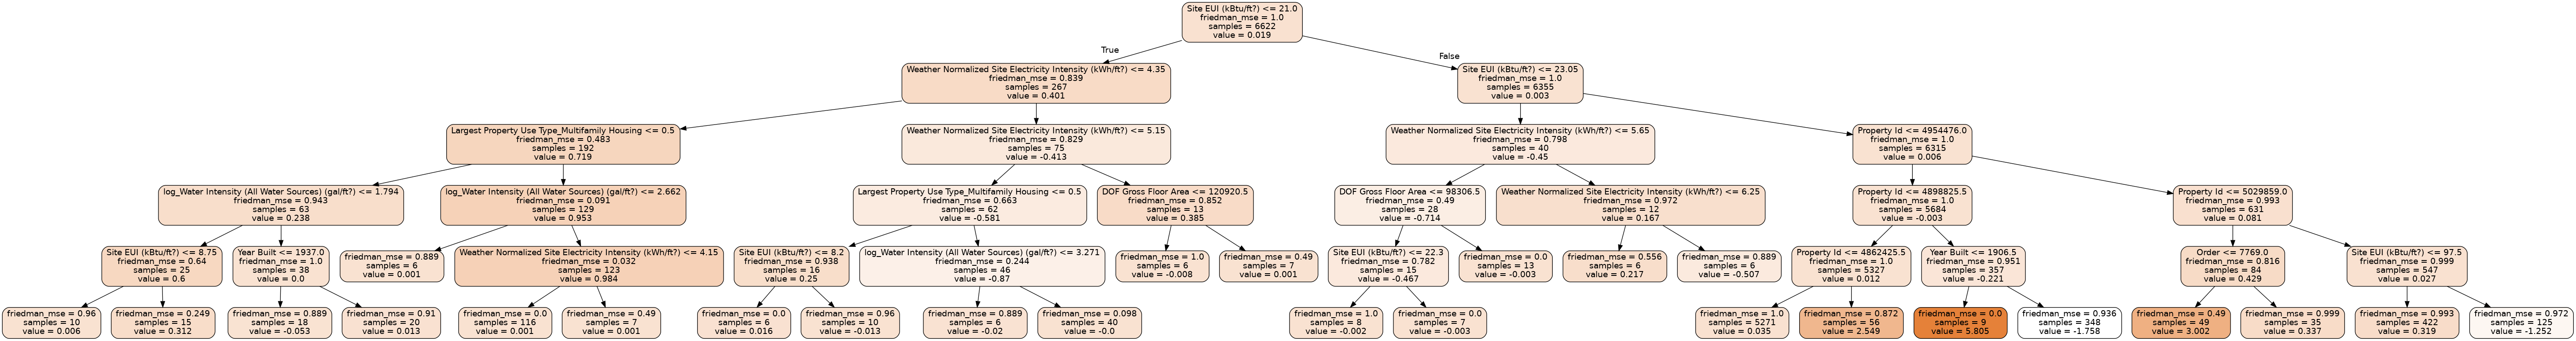 Site EUI (kBtu/ft?) <= 21.0
friedman_mse = 1.0
samples = 6622
value = 0.019
True
False
Weather Normalized Site Electricity Intensity (kWh/ft?) <= 4.35
friedman_mse = 0.839
samples = 267
value = 0.401
Site EUI (kBtu/ft?) <= 23.05
friedman_mse = 1.0
samples = 6355
value = 0.003
Largest Property Use Type_Multifamily Housing <= 0.5
friedman_mse = 0.483
samples = 192
value = 0.719
Weather Normalized Site Electricity Intensity (kWh/ft?) <= 5.15
friedman_mse = 0.829
samples = 75
value = -0.413
Weather Normalized Site Electricity Intensity (kWh/ft?) <= 5.65
friedman_mse = 0.798
samples = 40
value = -0.45
Property Id <= 4954476.0
friedman_mse = 1.0
samples = 6315
value = 0.006
log_Water Intensity (All Water Sources) (gal/ft?) <= 1.794
friedman_mse = 0.943
samples = 63
value = 0.238
log_Water Intensity (All Water Sources) (gal/ft?) <= 2.662
friedman_mse = 0.091
samples = 129
value = 0.953
Largest Property Use Type_Multifamily Housing <= 0.5
friedman_mse = 0.663
samples = 62
value = -0.581
DOF Gross Floor Area <= 120920.5
friedman_mse = 0.852
samples = 13
value = 0.385
DOF Gross Floor Area <= 98306.5
friedman_mse = 0.49
samples = 28
value = -0.714
Weather Normalized Site Electricity Intensity (kWh/ft?) <= 6.25
friedman_mse = 0.972
samples = 12
value = 0.167
Property Id <= 4898825.5
friedman_mse = 1.0
samples = 5684
value = -0.003
Property Id <= 5029859.0
friedman_mse = 0.993
samples = 631
value = 0.081
Site EUI (kBtu/ft?) <= 8.75
friedman_mse = 0.64
samples = 25
value = 0.6
Year Built <= 1937.0
friedman_mse = 1.0
samples = 38
value = 0.0
friedman_mse = 0.889
samples = 6
value = 0.001
Weather Normalized Site Electricity Intensity (kWh/ft?) <= 4.15
friedman_mse = 0.032
samples = 123
value = 0.984
Site EUI (kBtu/ft?) <= 8.2
friedman_mse = 0.938
samples = 16
value = 0.25
log_Water Intensity (All Water Sources) (gal/ft?) <= 3.271
friedman_mse = 0.244
samples = 46
value = -0.87
friedman_mse = 1.0
samples = 6
value = -0.008
friedman_mse = 0.49
samples = 7
value = 0.001
Site EUI (kBtu/ft?) <= 22.3
friedman_mse = 0.782
samples = 15
value = -0.467
friedman_mse = 0.0
samples = 13
value = -0.004
friedman_mse = 0.556
samples = 6
value = 0.217
friedman_mse = 0.889
samples = 6
value = -0.507
Property Id <= 4862425.5
friedman_mse = 1.0
samples = 5327
value = 0.012
Year Built <= 1906.5
friedman_mse = 0.951
samples = 357
value = -0.221
Order <= 7769.0
friedman_mse = 0.816
samples = 84
value = 0.429
Site EUI (kBtu/ft?) <= 97.5
friedman_mse = 0.999
samples = 547
value = 0.027
friedman_mse = 0.96
samples = 10
value = 0.006
friedman_mse = 0.249
samples = 15
value = 0.312
friedman_mse = 0.889
samples = 18
value = -0.053
friedman_mse = 0.91
samples = 20
value = 0.013
friedman_mse = 0.0
samples = 116
value = 0.001
friedman_mse = 0.49
samples = 7
value = 0.001
friedman_mse = 0.0
samples = 6
value = 0.016
friedman_mse = 0.96
samples = 10
value = -0.013
friedman_mse = 0.889
samples = 6
value = -0.02
friedman_mse = 0.098
samples = 40
value = -0.0
friedman_mse = 1.0
samples = 8
value = -0.002
friedman_mse = 0.0
samples = 7
value = -0.003
friedman_mse = 1.0
samples = 5271
value = 0.035
friedman_mse = 0.872
samples = 56
value = 2.549
friedman_mse = 0.0
samples = 9
value = 5.805
friedman_mse = 0.936
samples = 348
value = -1.758
friedman_mse = 0.49
samples = 49
value = 3.002
friedman_mse = 0.999
samples = 35
value = 0.337
friedman_mse = 0.993
samples = 422
value = 0.319
friedman_mse = 0.972
samples = 125
value = -1.252